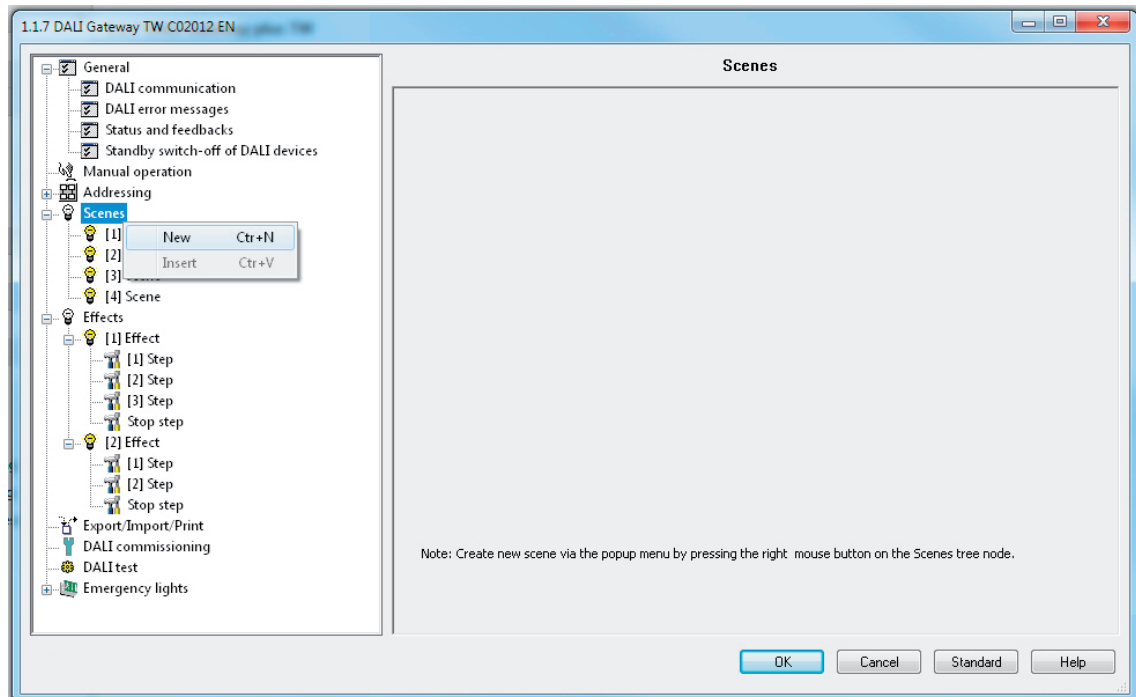 1.1.7 DALI Gateway TW C02012 EN
General
DALI communication
DALI error messages
Status and feedbacks
Standby switch-off of DALI devices
Manual operation
Addressing
Scenes
[1]
[2]
[3]
[4] Scene
New Ctr+N
Insert Ctr+V
Effects
[1] Effect
[1] Step
[2] Step
[3] Step
Stop step
[2] Effect
[1] Step
[2] Step
Stop step
Export/Import/Print
DALI commissioning
DALI test
Emergency lights
Scenes
Note: Create new scene via the popup menu by pressing the right mouse button on the Scenes tree node.
OK Cancel Standard Help